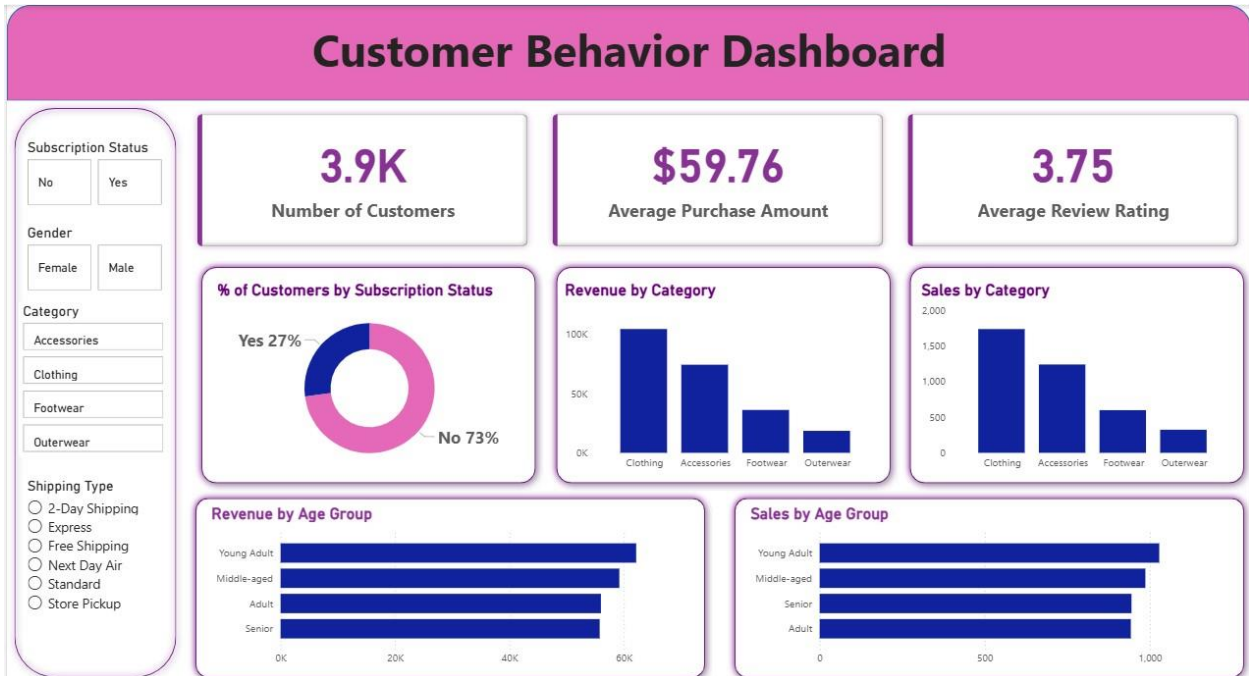 Customer Behavior Dashboard
Subscription Status
No
Yes
Gender
Female
Male
Category
Accessories
Clothing
Footwear
Outerwear
Shipping Type
2-Day Shipping
Express
Free Shipping
Next Day Air
Standard
Store Pickup
3.9K
Number of Customers
$59.76
Average Purchase Amount
3.75
Average Review Rating
% of Customers by Subscription Status
Yes 27%
No 73%
Revenue by Category
100K
50K
0K
Clothing Accessories Footwear Outerwear
Sales by Category
2,000
1,500
1,000
500
0
Clothing Accessories Footwear Outerwear
Revenue by Age Group
Young Adult
Middle-aged
Adult
Senior
0K 20K 40K 60K
Sales by Age Group
Young Adult
Middle-aged
Senior
Adult
0 500 1,000